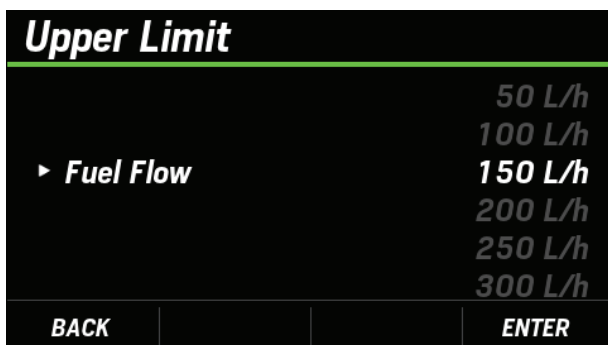 Upper Limit
50 L/h
100 L/h
Fuel Flow 150 L/h
200 L/h
250 L/h
300 L/h
BACK ENTER